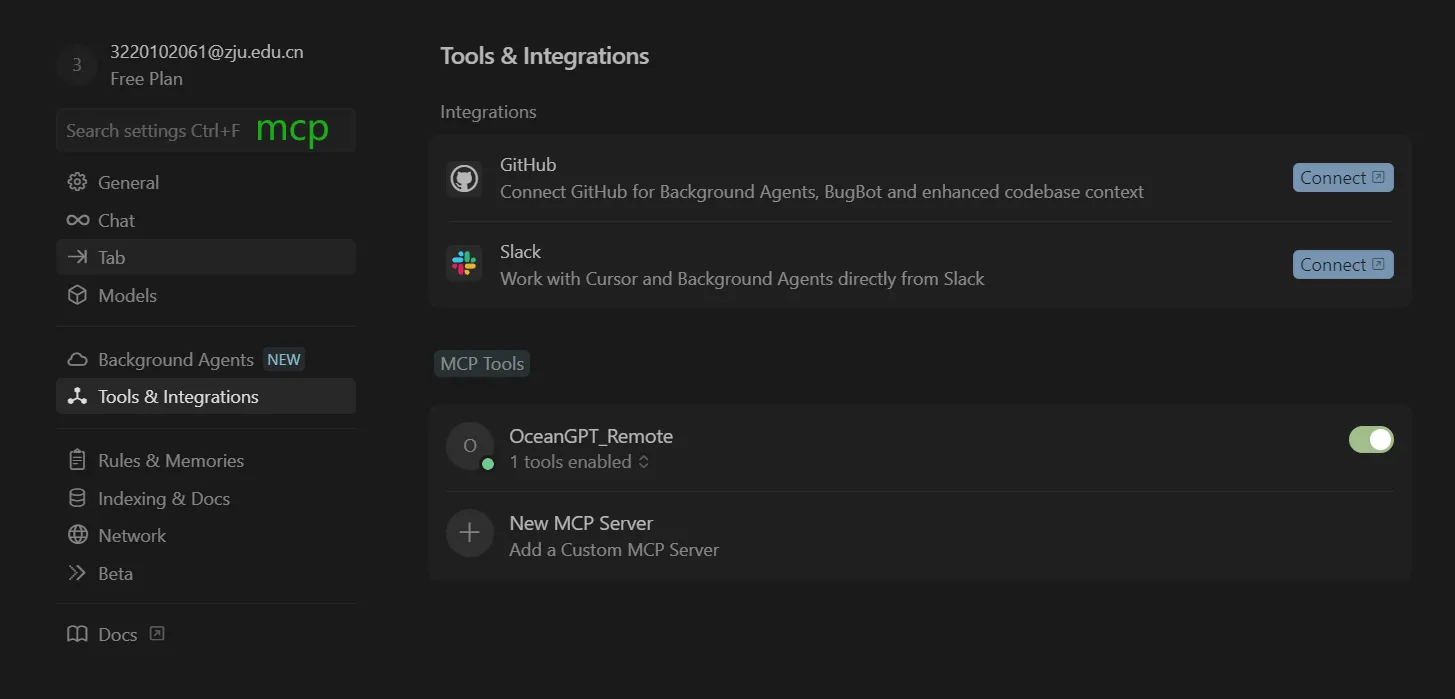 3
3220102061@zju.edu.cn
Free Plan
Search settings Ctrl+F mcp
General
Chat
Tab
Models
Background Agents NEW
Tools & Integrations
Rules & Memories
Indexing & Docs
Network
Beta
Docs
Tools & Integrations
Integrations
GitHub
Connect GitHub for Background Agents, BugBot and enhanced codebase context
Connect
Slack
Work with Cursor and Background Agents directly from Slack
Connect
MCP Tools
O
OceanGPT_Remote
1 tools enabled
New MCP Server
Add a Custom MCP Server